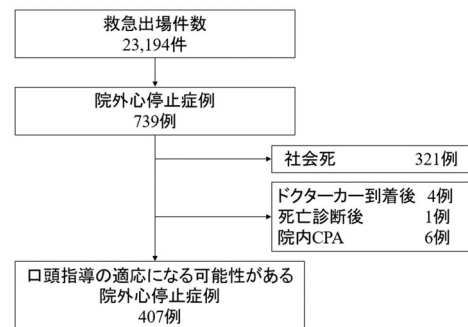 救急出場件数
23,194件
院外心停止症例
739例
社会死 321例
ドクターカー到着後 4例
死亡診断後 1例
院内CPA 6例
口頭指導の適応になる可能性がある
院外心停止症例
407例